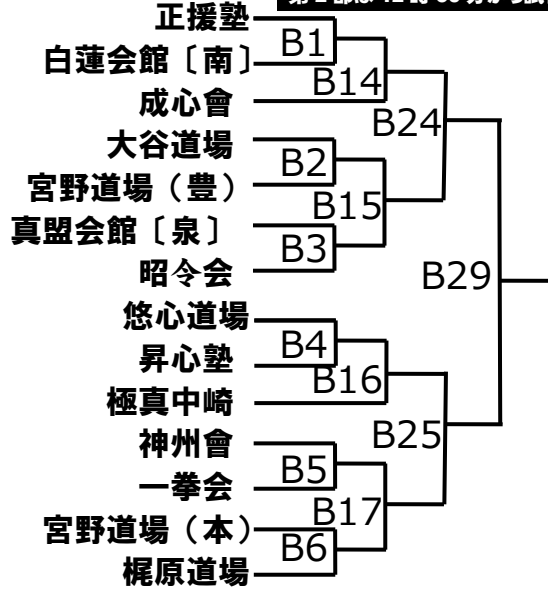 正援塾
白蓮会館〔南〕
成心會
大谷道場
宮野道場（豊）
真盟会館〔泉〕
昭令会
悠心道場
昇心塾
極真中崎
神州會
一拳会
宮野道場（本）
梶原道場
B1
B14
B24
B2
B15
B3
B29
B4
B16
B25
B5
B17
B6